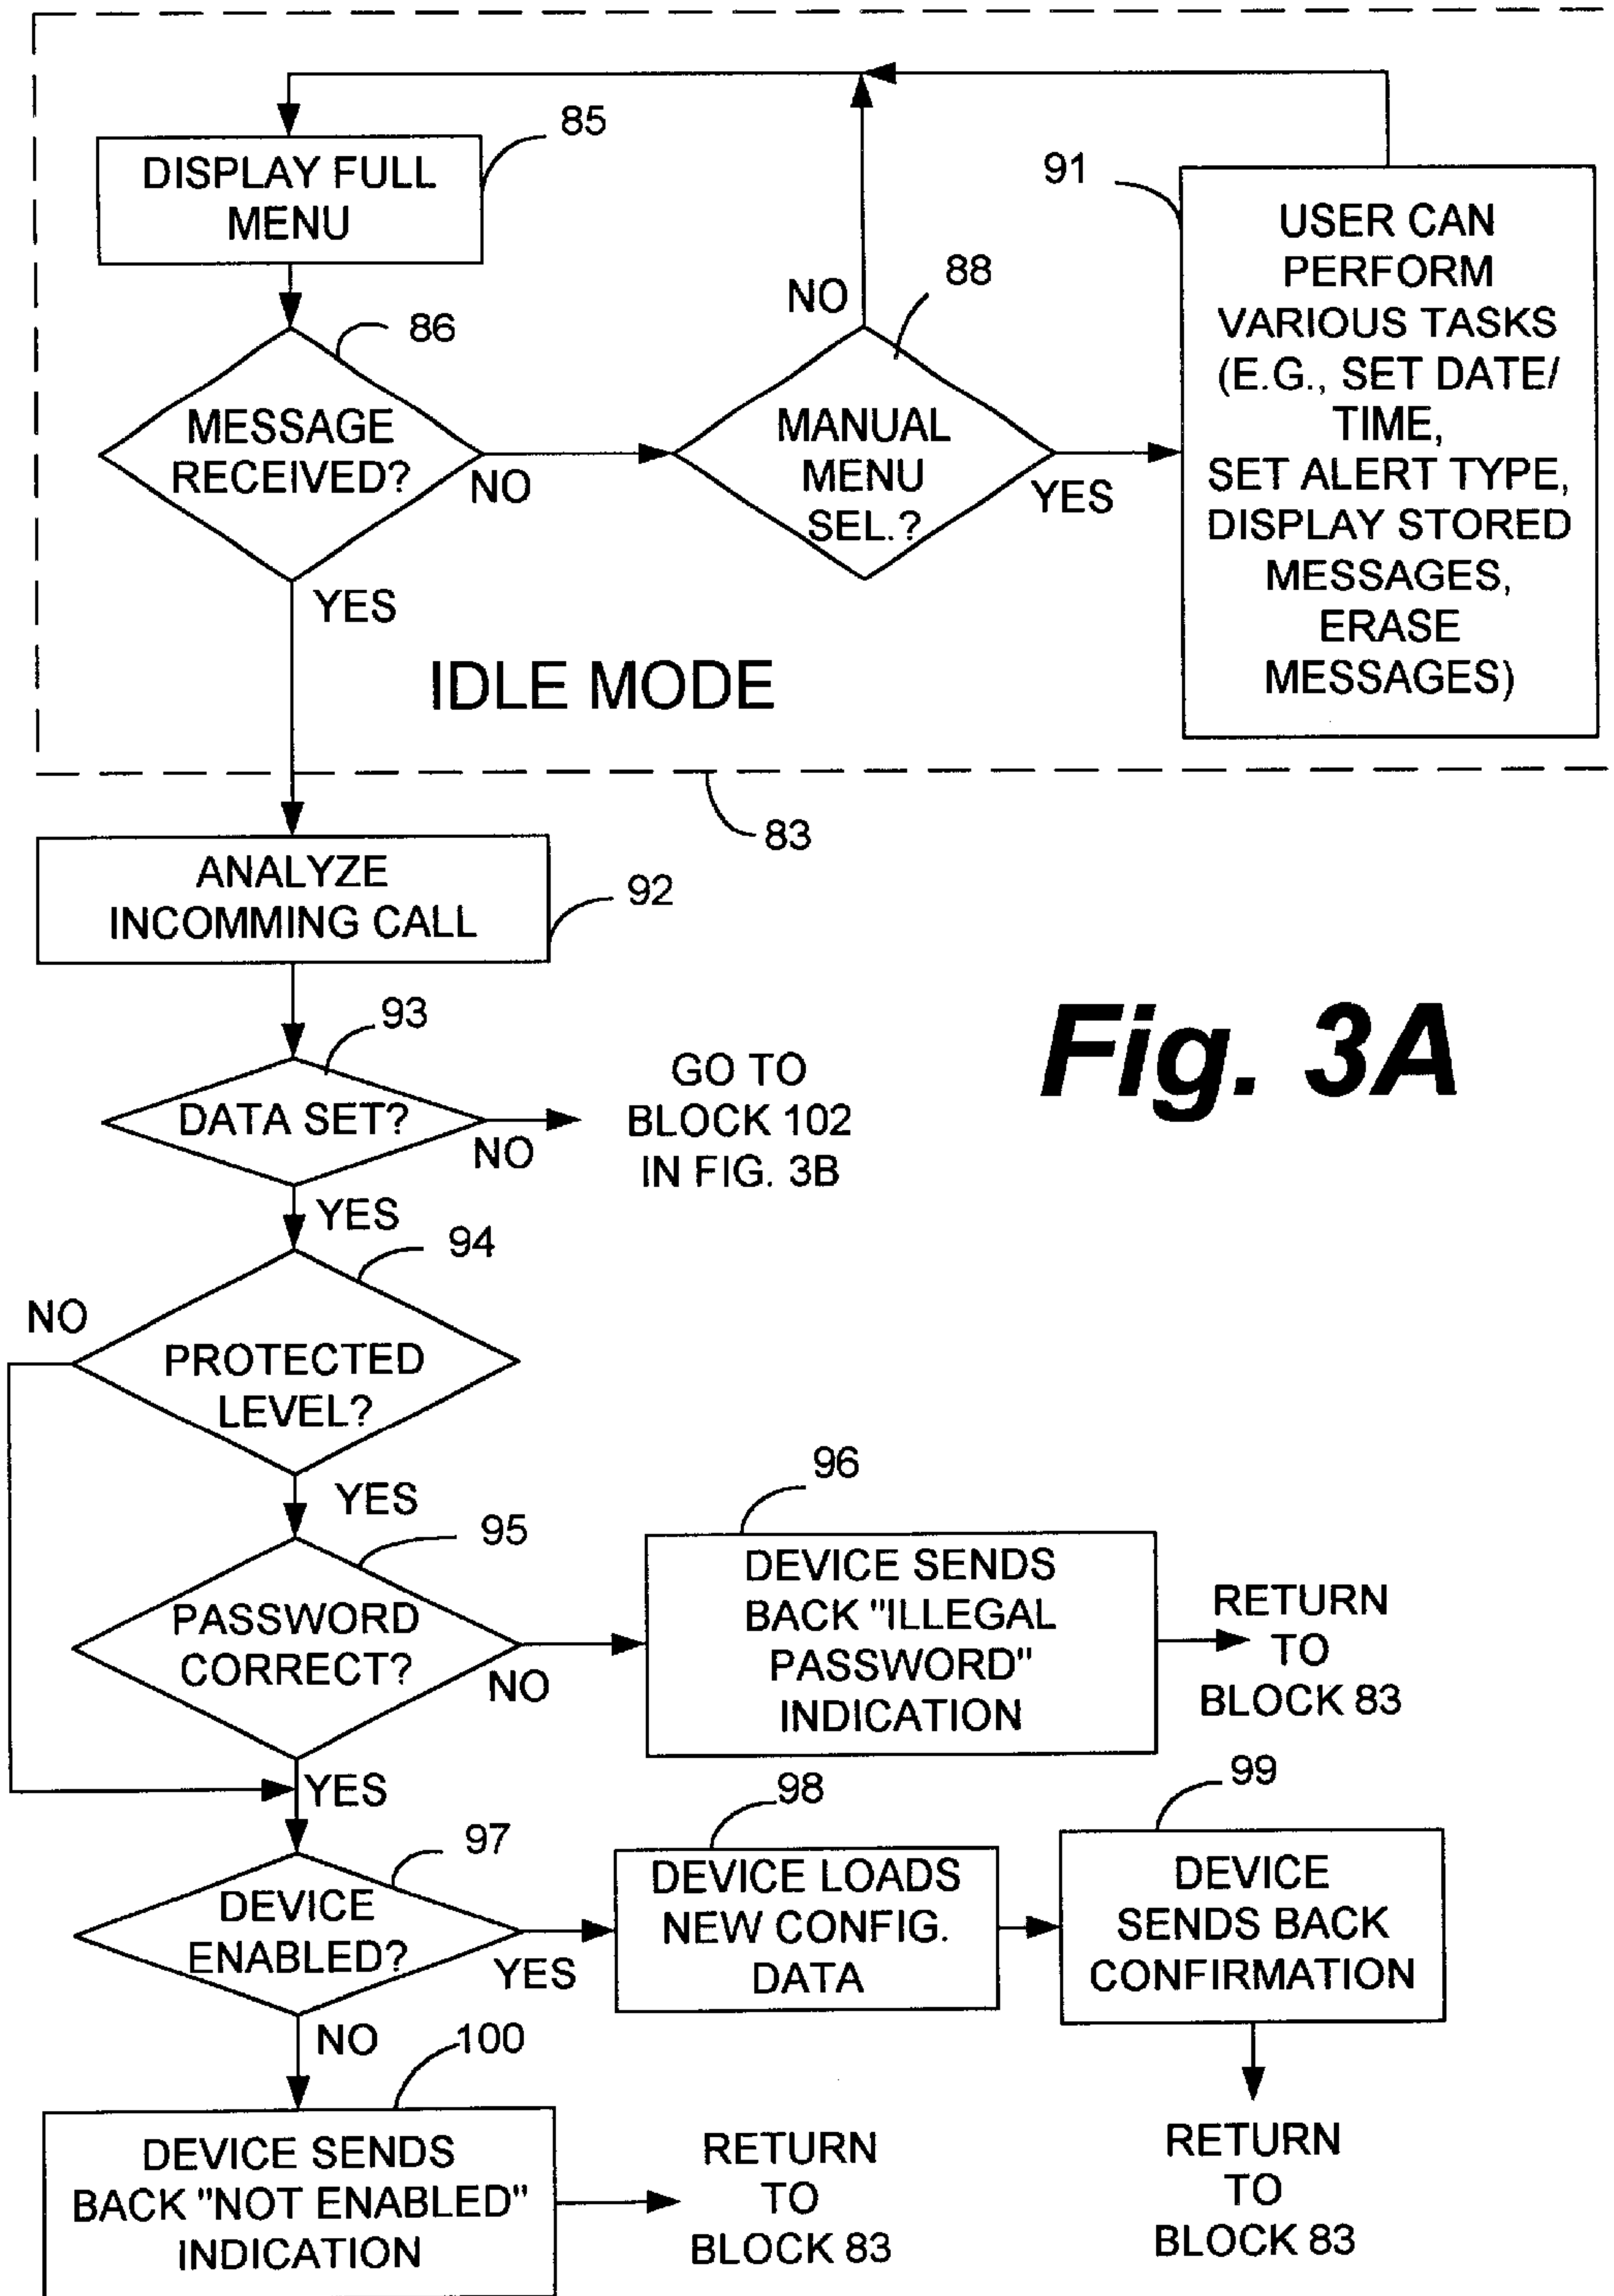 85
DISPLAY FULL
MENU
86
MESSAGE
RECEIVED?
NO
YES
NO
88
MANUAL
MENU
SEL.?
YES
91
USER CAN
PERFORM
VARIOUS TASKS
(E.G., SET DATE/
TIME,
SET ALERT TYPE,
DISPLAY STORED
MESSAGES,
ERASE
MESSAGES)
IDLE MODE
83
ANALYZE
INCOMMING CALL
92
Fig. 3A
93
DATA SET?
NO
GO TO
BLOCK 102
IN FIG. 3B
YES
94
NO
PROTECTED
LEVEL?
YES
95
PASSWORD
CORRECT?
NO
96
DEVICE SENDS
BACK "ILLEGAL
PASSWORD"
INDICATION
RETURN
TO
BLOCK 83
YES
97
DEVICE
ENABLED?
YES
98
DEVICE LOADS
NEW CONFIG.
DATA
99
DEVICE
SENDS BACK
CONFIRMATION
RETURN
TO
BLOCK 83
NO
100
DEVICE SENDS
BACK "NOT ENABLED"
INDICATION
RETURN
TO
BLOCK 83